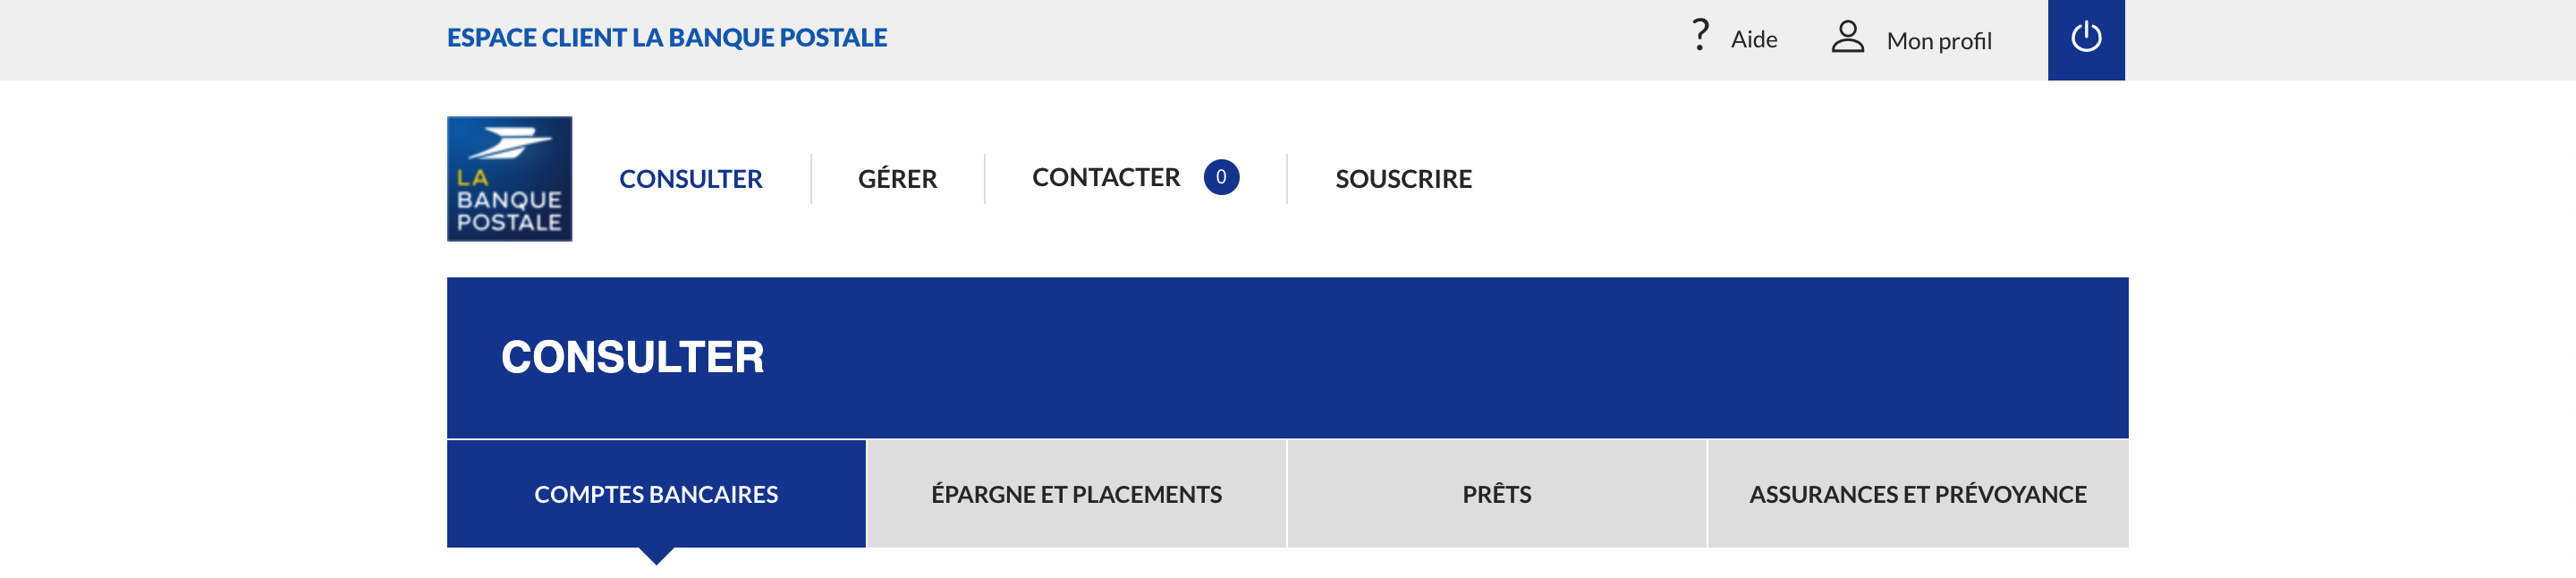 ESPACE CLIENT LA BANQUE POSTALE
? Aide
Mon profil
LA
BANQUE
POSTALE
CONSULTER
GÉRER
CONTACTER 0
SOUSCRIRE
CONSULTER
COMPTES BANCAIRES
ÉPARGNE ET PLACEMENTS
PRÊTS
ASSURANCES ET PRÉVOYANCE